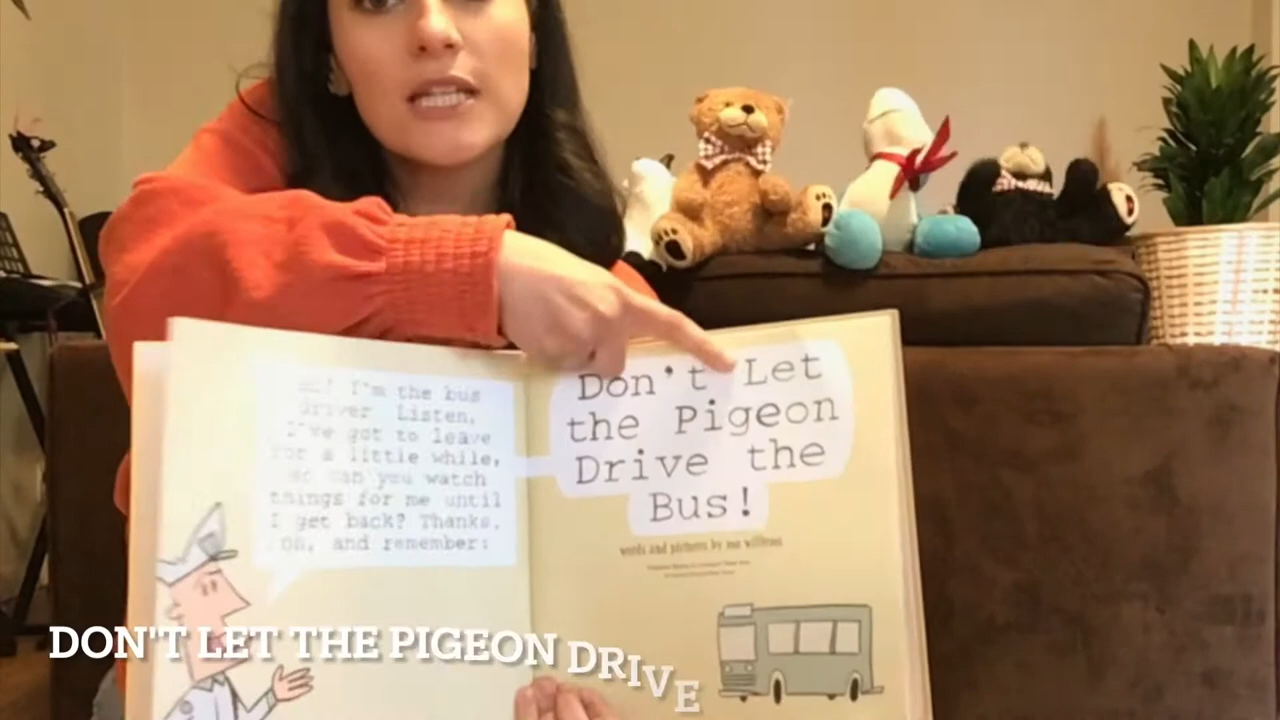 Hi! I'm the bus
driver. Listen,
I've got to leave
for a little while,
so can you watch
things for me until
I get back? Thanks.
Oh, and remember:
Don't Let
the Pigeon
Drive the
Bus!
words and pictures by mo willems
DON'T LET THE PIGEON DRIVE